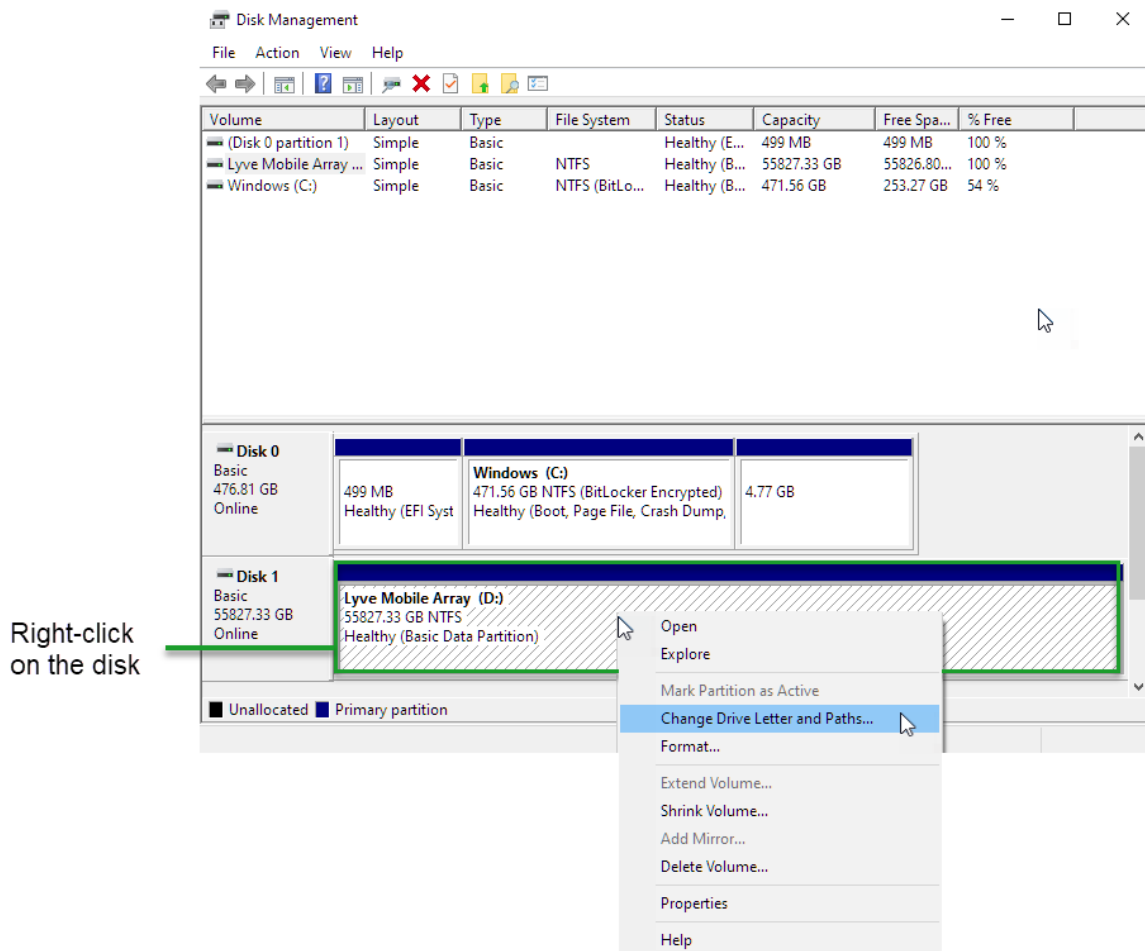 Disk Management
File Action View Help
Volume Layout Type File System Status Capacity Free Spa... % Free
(Disk 0 partition 1) Simple Basic Healthy (E... 499 MB 499 MB 100 %
Lyve Mobile Array ... Simple Basic NTFS Healthy (B... 55827.33 GB 55826.80... 100 %
Windows (C:) Simple Basic NTFS (BitLo... Healthy (B... 471.56 GB 253.27 GB 54 %
Disk 0
Basic
476.81 GB
Online
499 MB
Healthy (EFI Syst
Windows (C:)
471.56 GB NTFS (BitLocker Encrypted)
Healthy (Boot, Page File, Crash Dump,
4.77 GB
Disk 1
Basic
55827.33 GB
Online
Lyve Mobile Array (D:)
55827.33 GB NTFS
Healthy (Basic Data Partition)
Right-click
on the disk
Open
Explore
Mark Partition as Active
Change Drive Letter and Paths...
Format...
Extend Volume...
Shrink Volume...
Add Mirror...
Delete Volume...
Properties
Help
Unallocated Primary partition